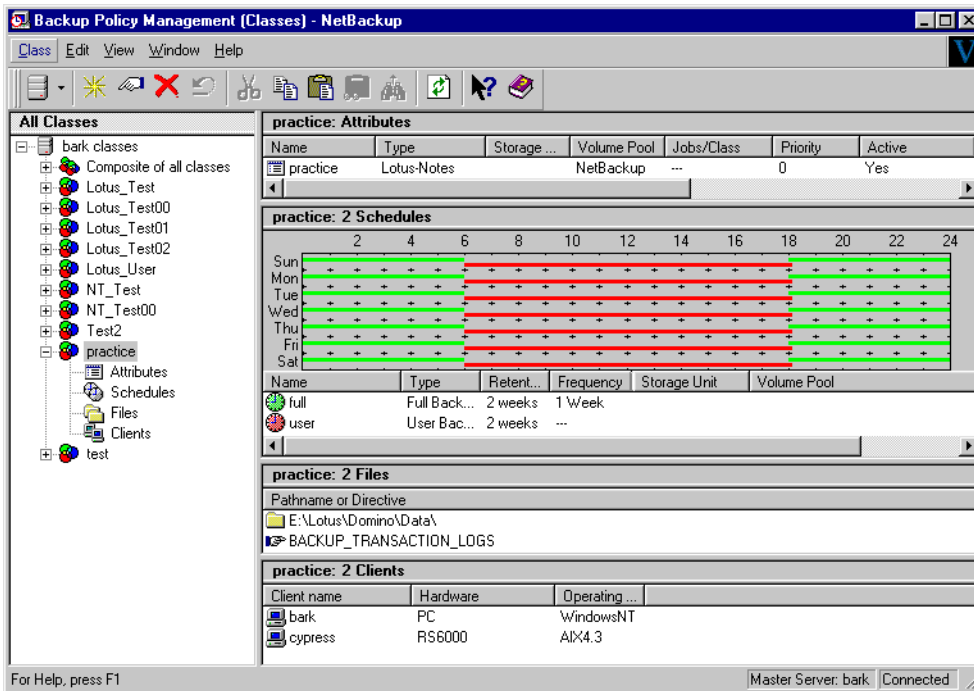 Backup Policy Management (Classes) - NetBackup
Class Edit View Window Help
All Classes
bark classes
Composite of all classes
Lotus_Test
Lotus_Test00
Lotus_Test01
Lotus_Test02
Lotus_User
NT_Test
NT_Test00
Test2
practice
Attributes
Schedules
Files
Clients
test
practice: Attributes
Name Type Storage ... Volume Pool Jobs/Class Priority Active
practice Lotus-Notes NetBackup --- 0 Yes
practice: 2 Schedules
2 4 6 8 10 12 14 16 18 20 22 24
Sun
Mon
Tue
Wed
Thu
Fri
Sat
Name Type Retent... Frequency Storage Unit Volume Pool
full Full Back... 2 weeks 1 Week
user User Bac... 2 weeks ---
practice: 2 Files
Pathname or Directive
E:\Lotus\Domino\Data\
BACKUP_TRANSACTION_LOGS
practice: 2 Clients
Client name Hardware Operating ...
bark PC WindowsNT
cypress RS6000 AIX4.3
For Help, press F1 Master Server: bark Connected